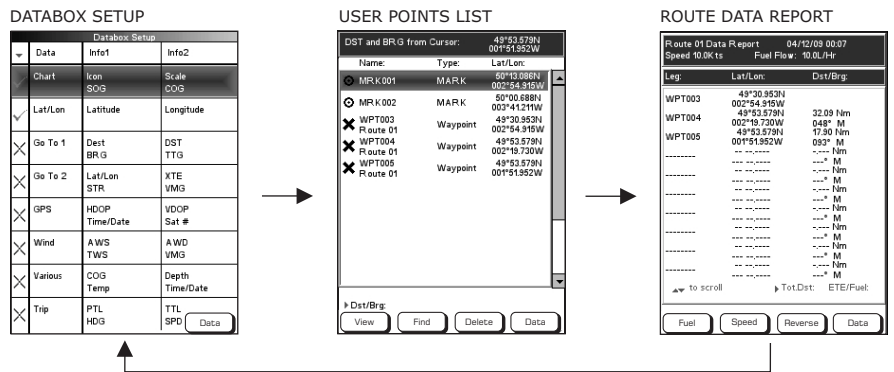 DATABOX SETUP
Databox Setup
Data Info1 Info2
Chart Icon Scale
SOG COG
Lat/Lon Latitude Longitude
Go To 1 Dest DST
BRG TTG
Go To 2 Lat/Lon XTE
STR VMG
GPS HDOP VDOP
Time/Date Sat #
Wind AWS AWD
TWS VMG
Various COG Depth
Temp Time/Date
Trip PTL TTL
HDG SPD Data
USER POINTS LIST
DST and BRG from Cursor: 49°53.579N
001°51.952W
Name: Type: Lat/Lon:
MRK001 MARK 50°13.086N
002°54.915W
MRK002 MARK 50°00.688N
003°41.211W
WPT003 Waypoint 49°30.953N
Route 01 002°54.915W
WPT004 Waypoint 49°53.579N
Route 01 002°19.730W
WPT005 Waypoint 49°53.579N
Route 01 001°51.952W
Dst/Brg:
View Find Delete Data
ROUTE DATA REPORT
Route 01 Data Report 04/12/09 00:07
Speed 10.0Kts Fuel Flow: 10.0L/Hr
Leg: Lat/Lon: Dst/Brg:
WPT003 49°30.953N
002°54.915W
WPT004 49°53.579N 32.09 Nm
002°19.730W 048° M
WPT005 49°53.579N 17.90 Nm
001°51.952W 093° M
-------- -- --.---- -.--- Nm
--- --.---- ---° M
-------- -- --.---- -.--- Nm
--- --.---- ---° M
-------- -- --.---- -.--- Nm
--- --.---- ---° M
-------- -- --.---- -.--- Nm
--- --.---- ---° M
-------- -- --.---- -.--- Nm
--- --.---- ---° M
-------- -- --.---- -.--- Nm
--- --.---- ---° M
to scroll Tot.Dst: ETE/Fuel:
Fuel Speed Reverse Data